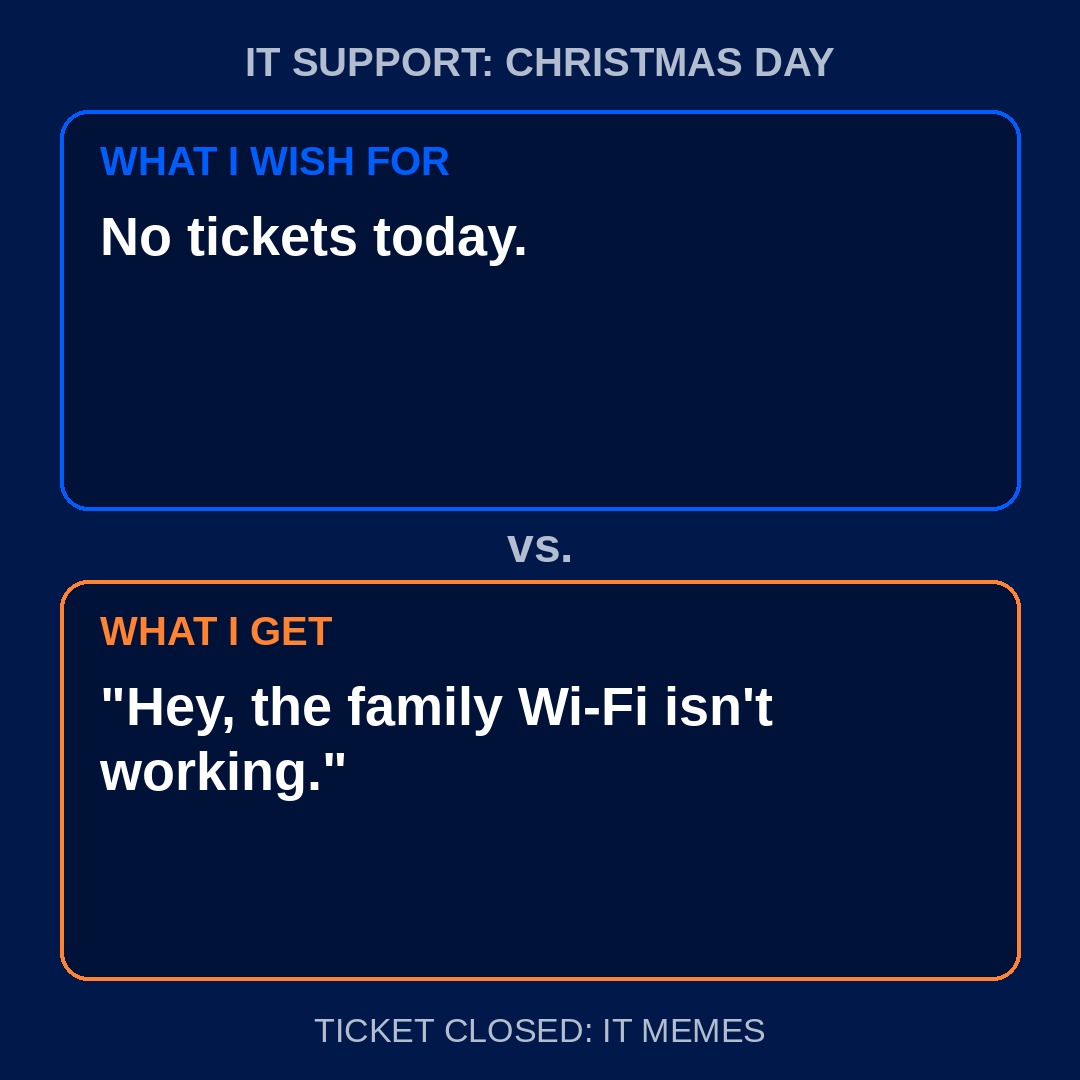 IT SUPPORT: CHRISTMAS DAY
WHAT I WISH FOR
No tickets today.
vs.
WHAT I GET
"Hey, the family Wi-Fi isn't
working."
TICKET CLOSED: IT MEMES